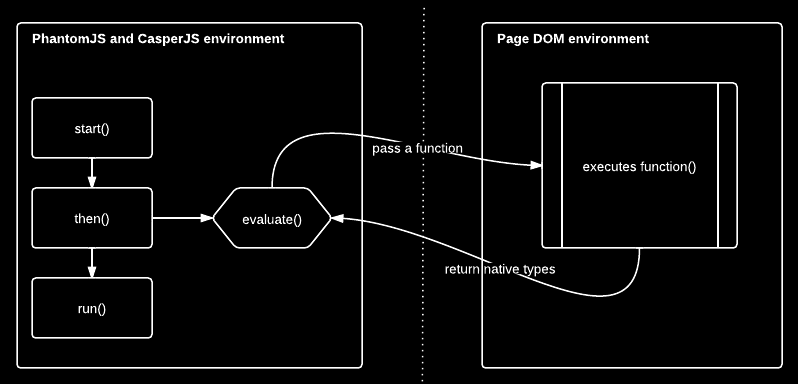 PhantomJS and CasperJS environment
Page DOM environment
start()
pass a function
executes function()
then()
evaluate()
return native types
run()